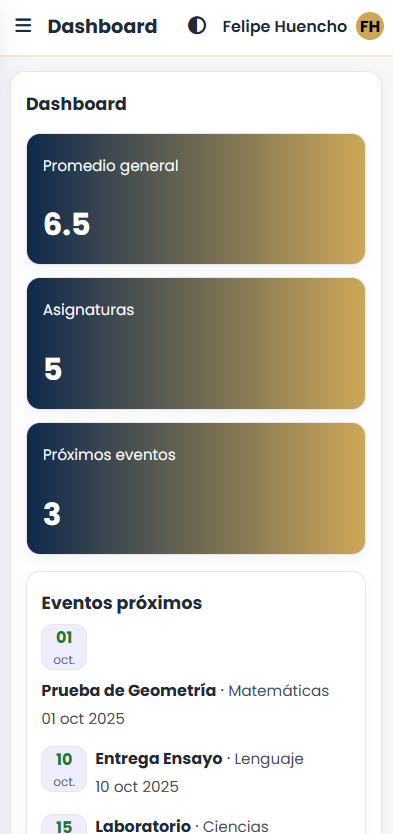 Dashboard Felipe Huencho FH
Dashboard
Promedio general
6.5
Asignaturas
5
Próximos eventos
3
Eventos próximos
01
oct.
Prueba de Geometría · Matemáticas
01 oct 2025
10
oct.
Entrega Ensayo · Lenguaje
10 oct 2025
15
Laboratorio · Ciencias